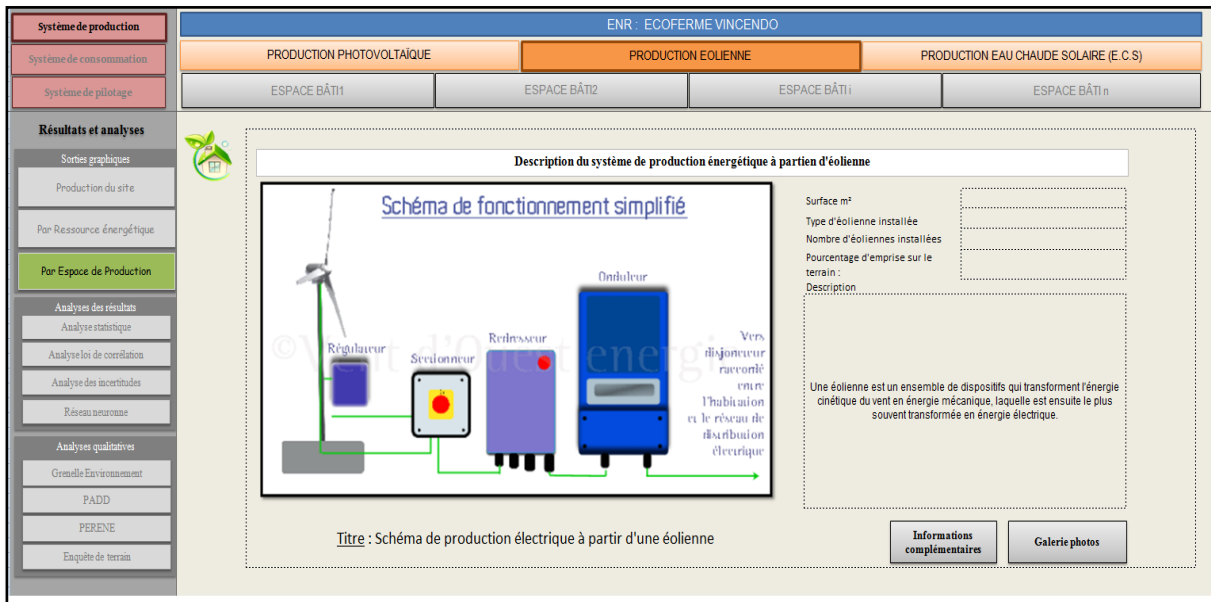 Système de production
Système de consommation
Système de pilotage
ENR : ECOFERME VINCENDO
PRODUCTION PHOTOVOLTAÏQUE
PRODUCTION EOLIENNE
PRODUCTION EAU CHAUDE SOLAIRE (E.C.S)
ESPACE BÂTI1
ESPACE BÂTI2
ESPACE BÂTI i
ESPACE BÂTI n
Résultats et analyses
Sorties graphiques
Production du site
Par Ressource énergétique
Par Espace de Production
Analyses des résultats
Analyse statistique
Analyse loi de corrélation
Analyse des incertitudes
Réseau neuronne
Analyses qualitatives
Grenelle Environnement
PADD
PERENE
Enquête de terrain
Description du système de production énergétique à partien d'éolienne
Schéma de fonctionnement simplifié
Onduleur
Redresseur
Régulateur
Sectionneur
©Vent d'Ouest energie
Vers
disjoncteur
raccordé
entre
l'habitation
et le réseau de
distribution
électrique
Titre : Schéma de production électrique à partir d'une éolienne
Surface m²
Type d'éolienne installée
Nombre d'éoliennes installées
Pourcentage d'emprise sur le
terrain :
Description
Une éolienne est un ensemble de dispositifs qui transforment l'énergie
cinétique du vent en énergie mécanique, laquelle est ensuite le plus
souvent transformée en énergie électrique.
Informations
complémentaires
Galerie photos